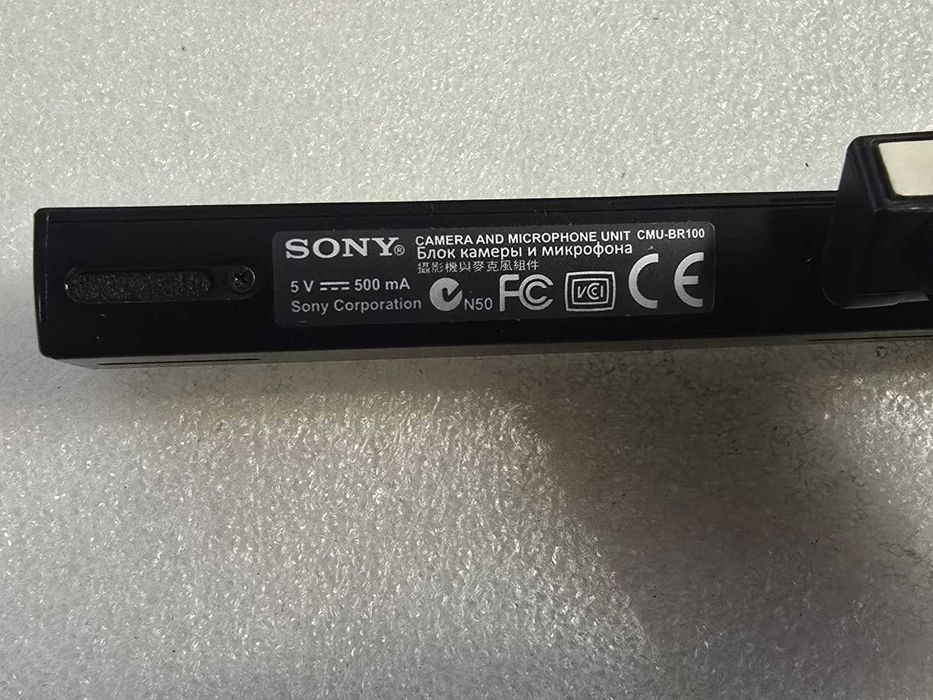 SONY® CAMERA AND MICROPHONE UNIT CMU-BR100
Блок камеры и микрофона
攝影機與麥克風組件
5 V ⎓ 500 mA
Sony Corporation N50 FC VCI CE